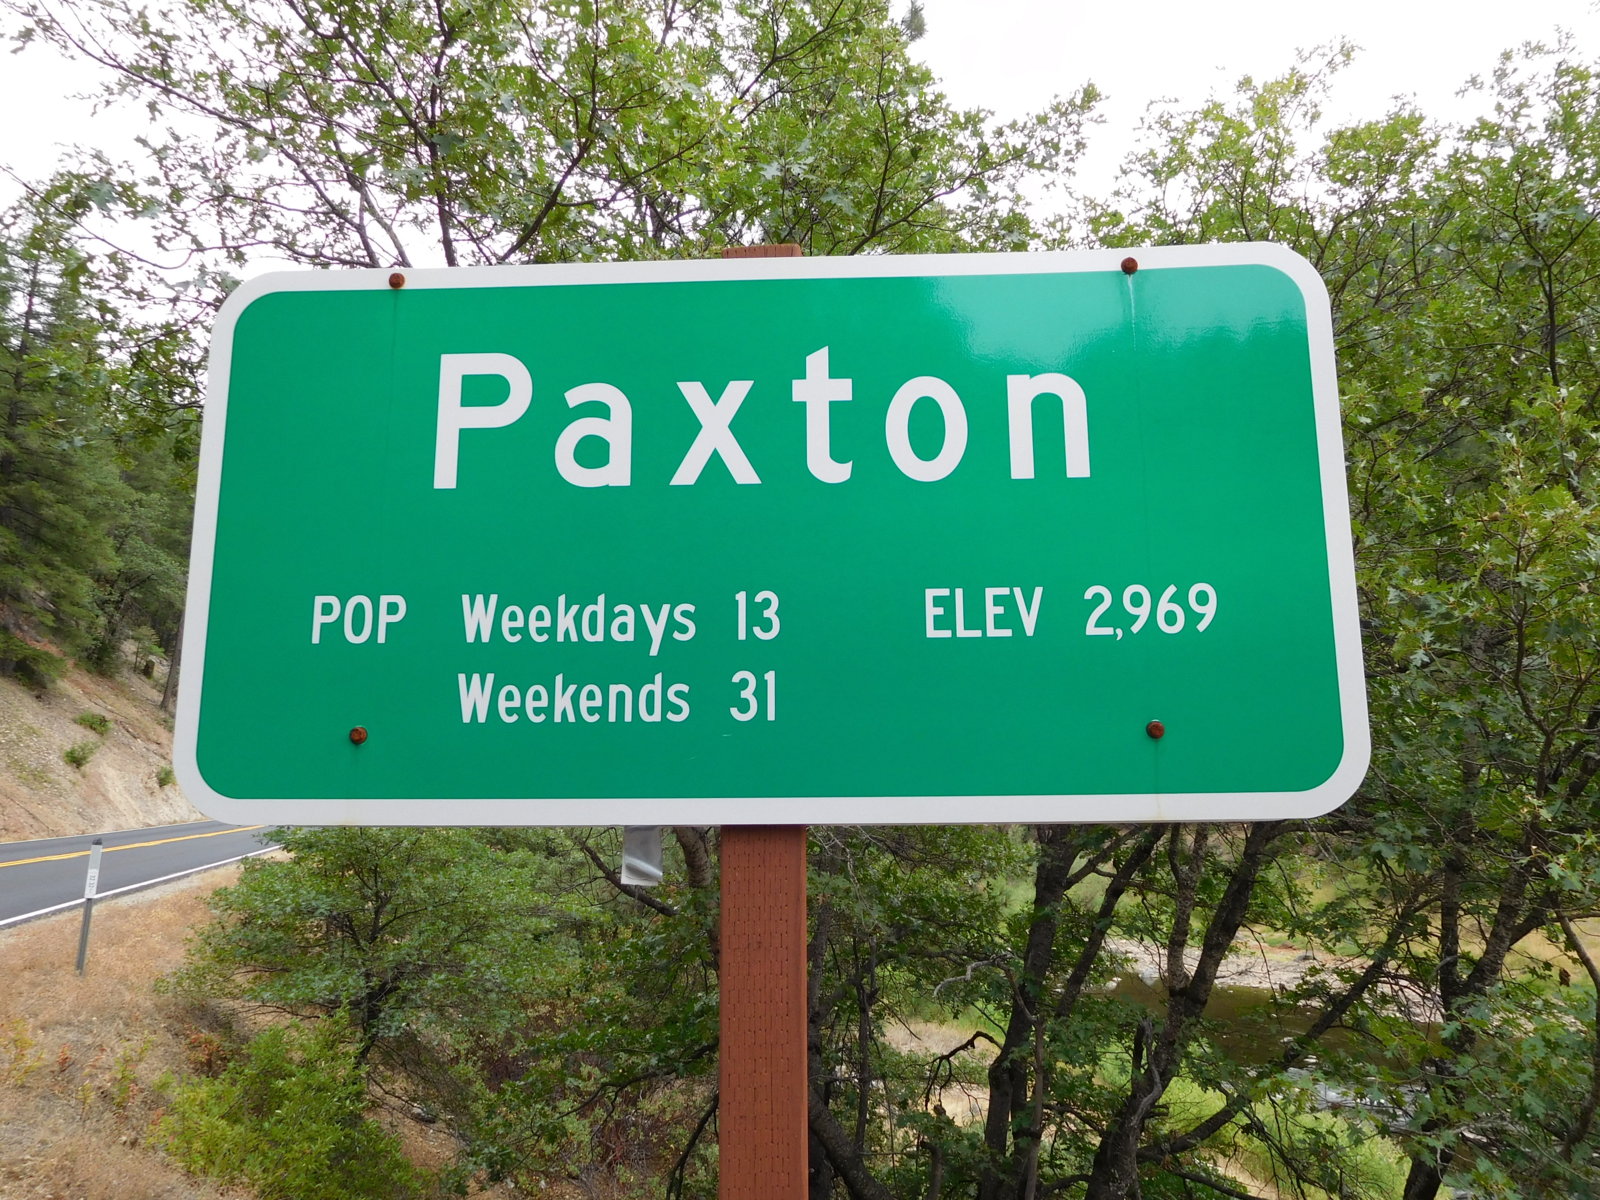 Paxton
POP Weekdays 13 ELEV 2,969
Weekends 31